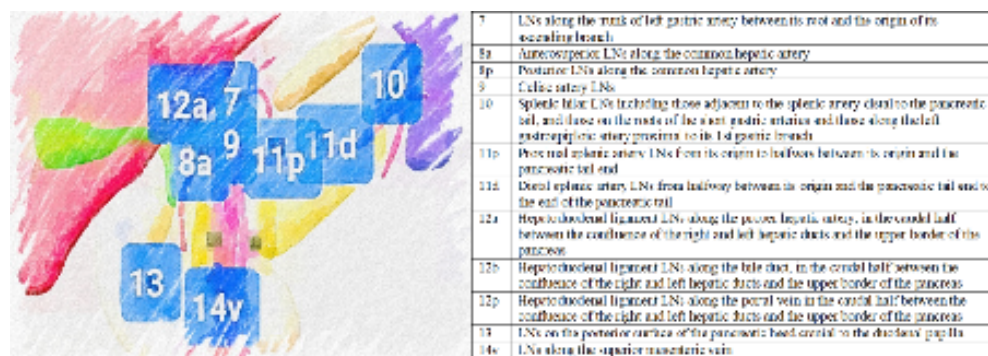 10
12a
7
9
8a
11p
11d
13
14v
7 LNs along the trunk of left gastric artery between its root and the origin of its
ascending branch
8a Anterosuperior LNs along the common hepatic artery
8p Posterior LNs along the common hepatic artery
9 Celiac artery LNs
10 Splenic hilar LNs including those adjacent to the splenic artery distal to the pancreatic
tail, and those on the roots of the short gastric arteries and those along the left
gastroepiploic artery proximal to its 1st gastric branch
11p Proximal splenic artery LNs from its origin to halfway between its origin and the
pancreatic tail end
11d Distal splenic artery LNs from halfway between its origin and the pancreatic tail end to
the end of the pancreatic tail
12a Hepatoduodenal ligament LNs along the proper hepatic artery, in the caudal half
between the confluence of the right and left hepatic ducts and the upper border of the
pancreas
12b Hepatoduodenal ligament LNs along the bile duct, in the caudal half between the
confluence of the right and left hepatic ducts and the upper border of the pancreas
12p Hepatoduodenal ligament LNs along the portal vein in the caudal half between the
confluence of the right and left hepatic ducts and the upper border of the pancreas
13 LNs on the posterior surface of the pancreatic head cranial to the duodenal papilla
14v LNs along the superior mesenteric vein